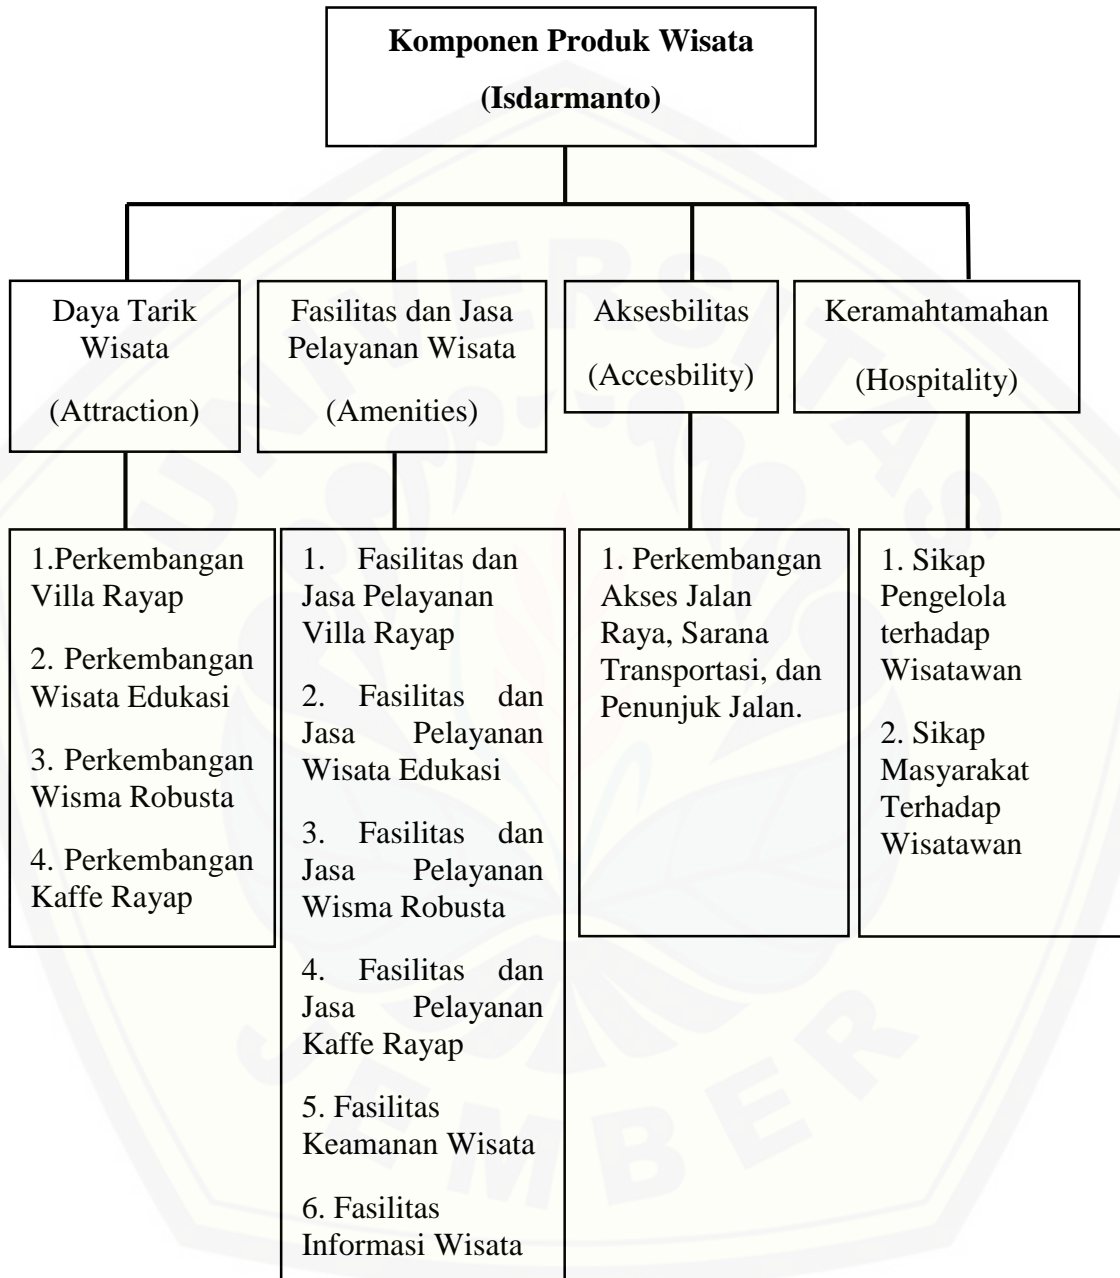 Komponen Produk Wisata
(Isdarmanto)
Daya Tarik
Wisata
(Attraction)
Fasilitas dan Jasa
Pelayanan Wisata
(Amenities)
Aksesbilitas
(Accesbility)
Keramahtamahan
(Hospitality)
1.Perkembangan
Villa Rayap
2. Perkembangan
Wisata Edukasi
3. Perkembangan
Wisma Robusta
4. Perkembangan
Kaffe Rayap
1. Fasilitas dan
Jasa Pelayanan
Villa Rayap
2. Fasilitas dan
Jasa Pelayanan
Wisata Edukasi
3. Fasilitas dan
Jasa Pelayanan
Wisma Robusta
4. Fasilitas dan
Jasa Pelayanan
Kaffe Rayap
5. Fasilitas
Keamanan Wisata
6. Fasilitas
Informasi Wisata
1. Perkembangan
Akses Jalan
Raya, Sarana
Transportasi, dan
Penunjuk Jalan.
1. Sikap
Pengelola
terhadap
Wisatawan
2. Sikap
Masyarakat
Terhadap
Wisatawan
UNIVERSITAS
JEMBER